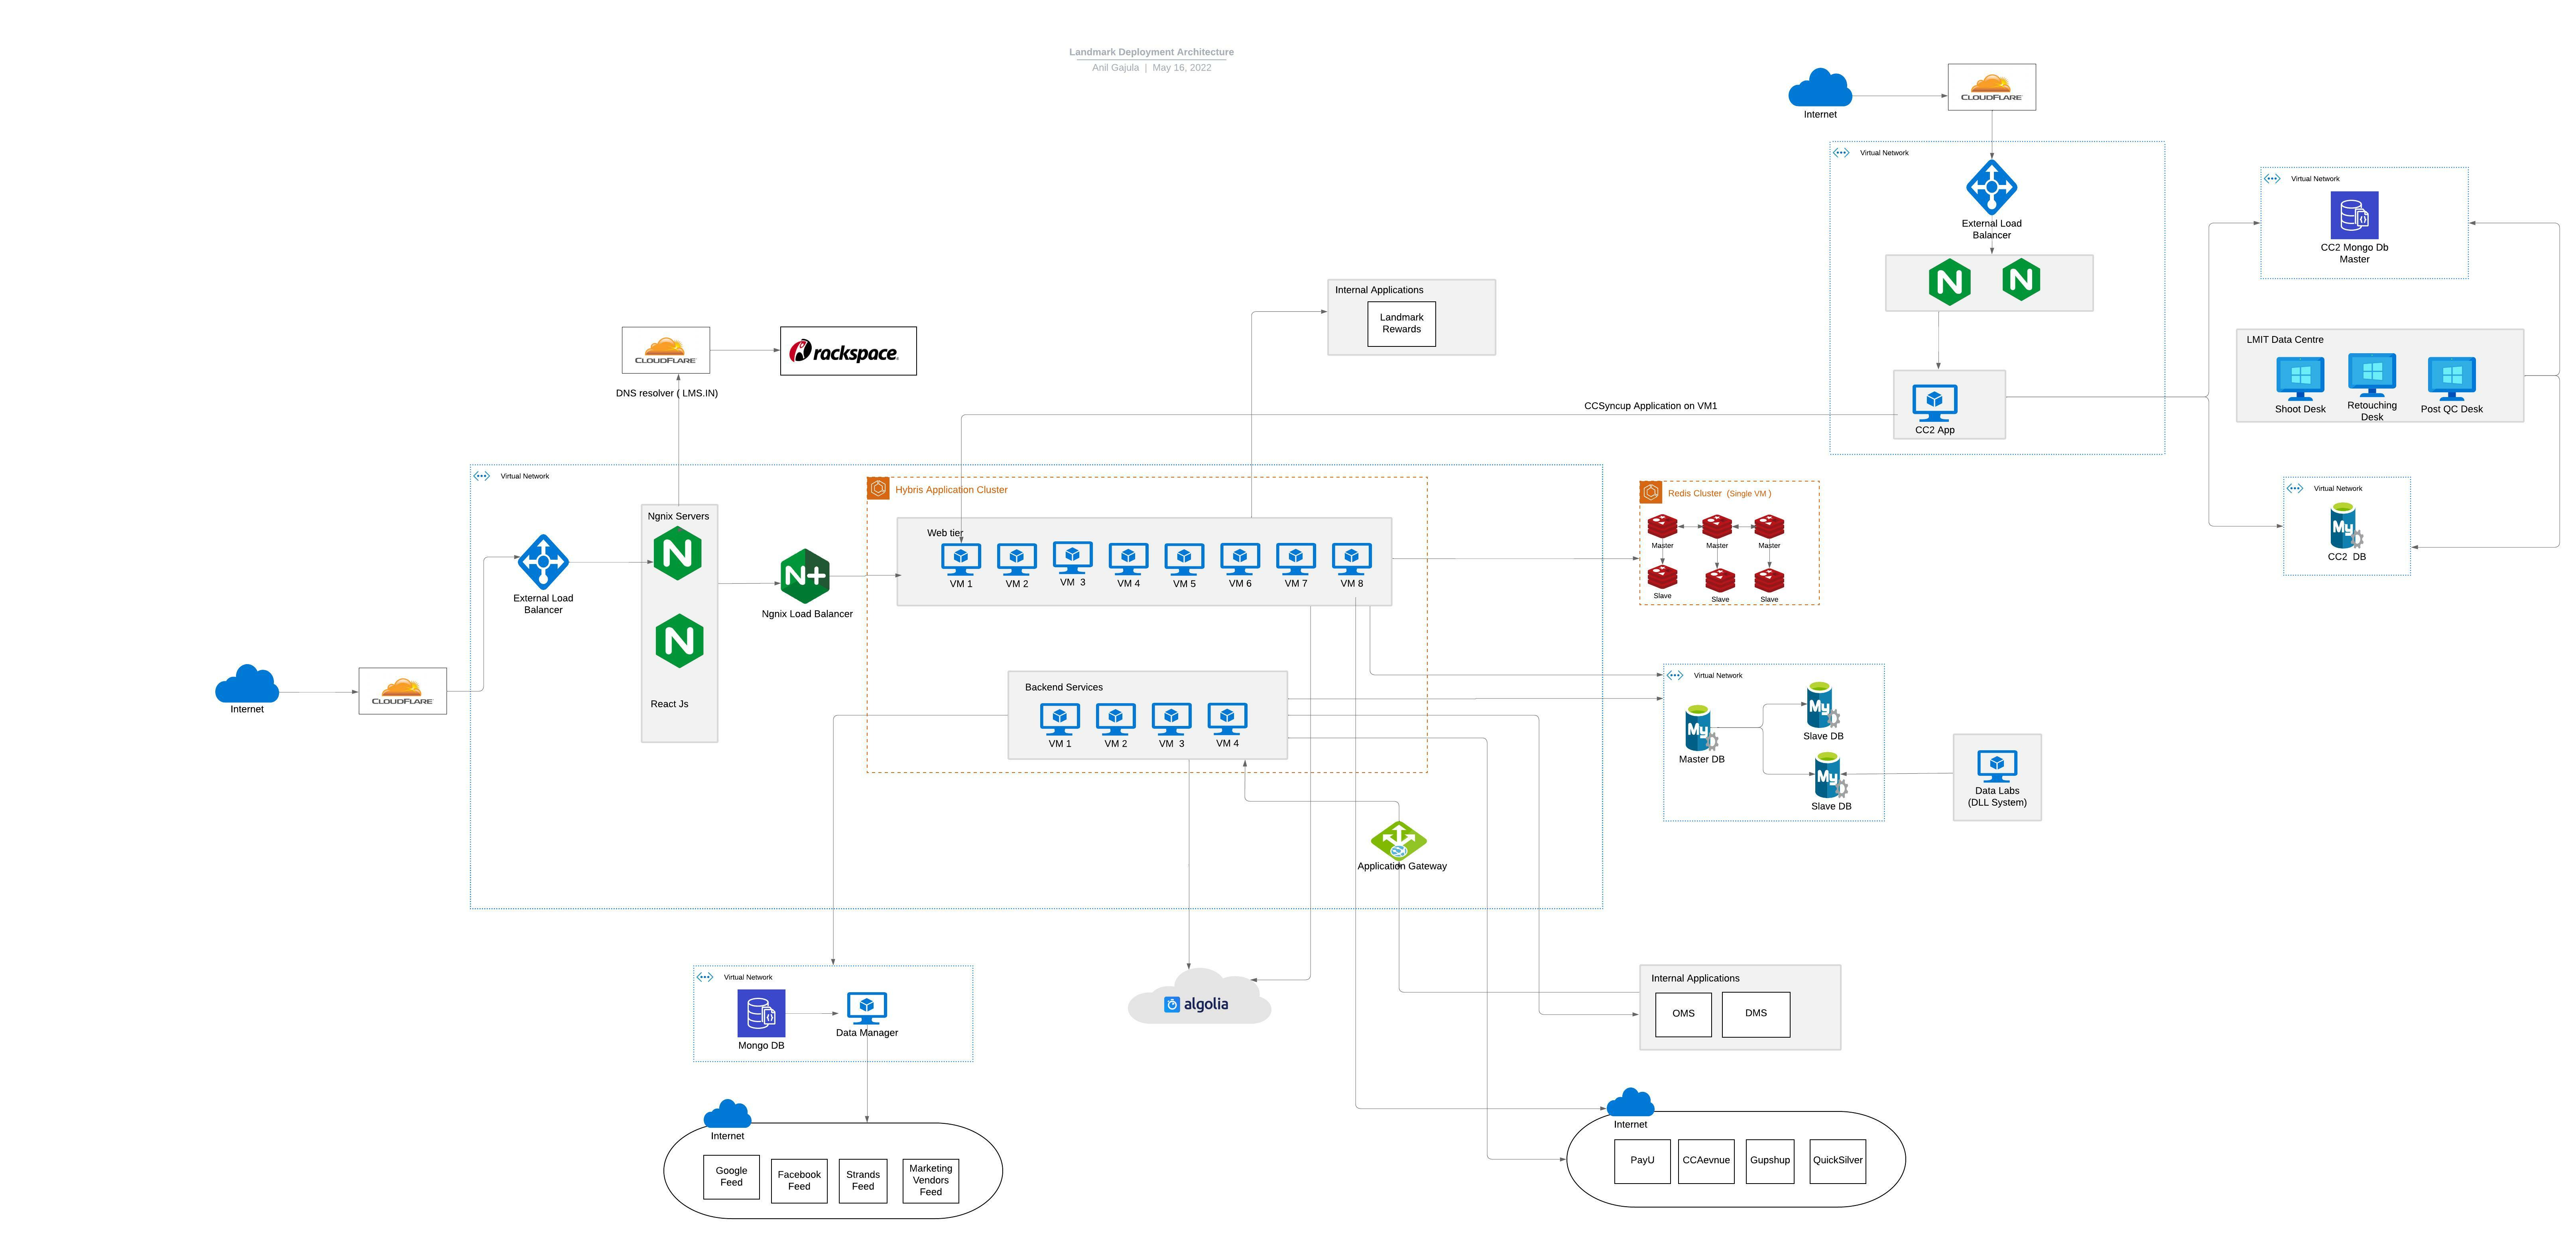 Landmark Deployment Architecture
Anil Gajula | May 16, 2022
Internet
CLOUDFLARE
Virtual Network
External Load
Balancer
CC2 App
Virtual Network
CC2 Mongo Db
Master
LMIT Data Centre
Shoot Desk
Retouching
Desk
Post QC Desk
Virtual Network
My
CC2 DB
Internal Applications
Landmark
Rewards
CLOUDFLARE
rackspace
DNS resolver ( LMS.IN)
CCSyncup Application on VM1
Internet
CLOUDFLARE
Virtual Network
External Load
Balancer
Ngnix Servers
React Js
N+
Ngnix Load Balancer
Hybris Application Cluster
Web tier
VM 1
VM 2
VM 3
VM 4
VM 5
VM 6
VM 7
VM 8
Backend Services
VM 1
VM 2
VM 3
VM 4
Application Gateway
Redis Cluster (Single VM )
Master
Master
Master
Slave
Slave
Slave
Virtual Network
My
Master DB
My
Slave DB
My
Slave DB
Data Labs
(DLL System)
Virtual Network
Mongo DB
Data Manager
algolia
Internal Applications
OMS
DMS
Internet
Google
Feed
Facebook
Feed
Strands
Feed
Marketing
Vendors
Feed
Internet
PayU
CCAevnue
Gupshup
QuickSilver